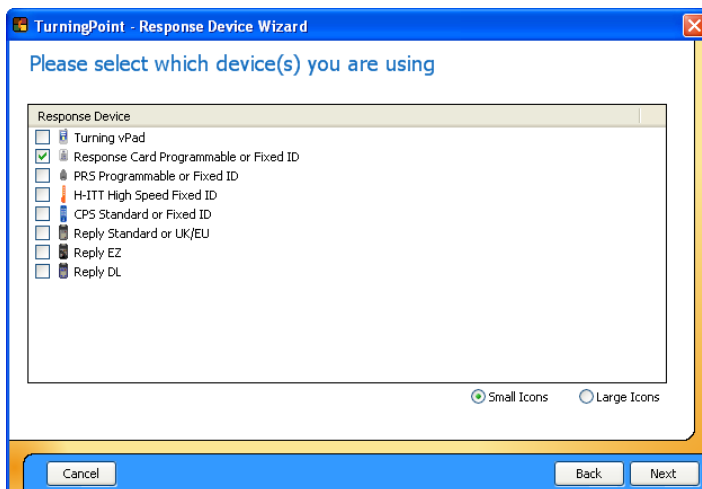 TurningPoint - Response Device Wizard
Please select which device(s) you are using
Response Device
Turning vPad
Response Card Programmable or Fixed ID
PRS Programmable or Fixed ID
H-ITT High Speed Fixed ID
CPS Standard or Fixed ID
Reply Standard or UK/EU
Reply EZ
Reply DL
Small Icons Large Icons
Cancel Back Next